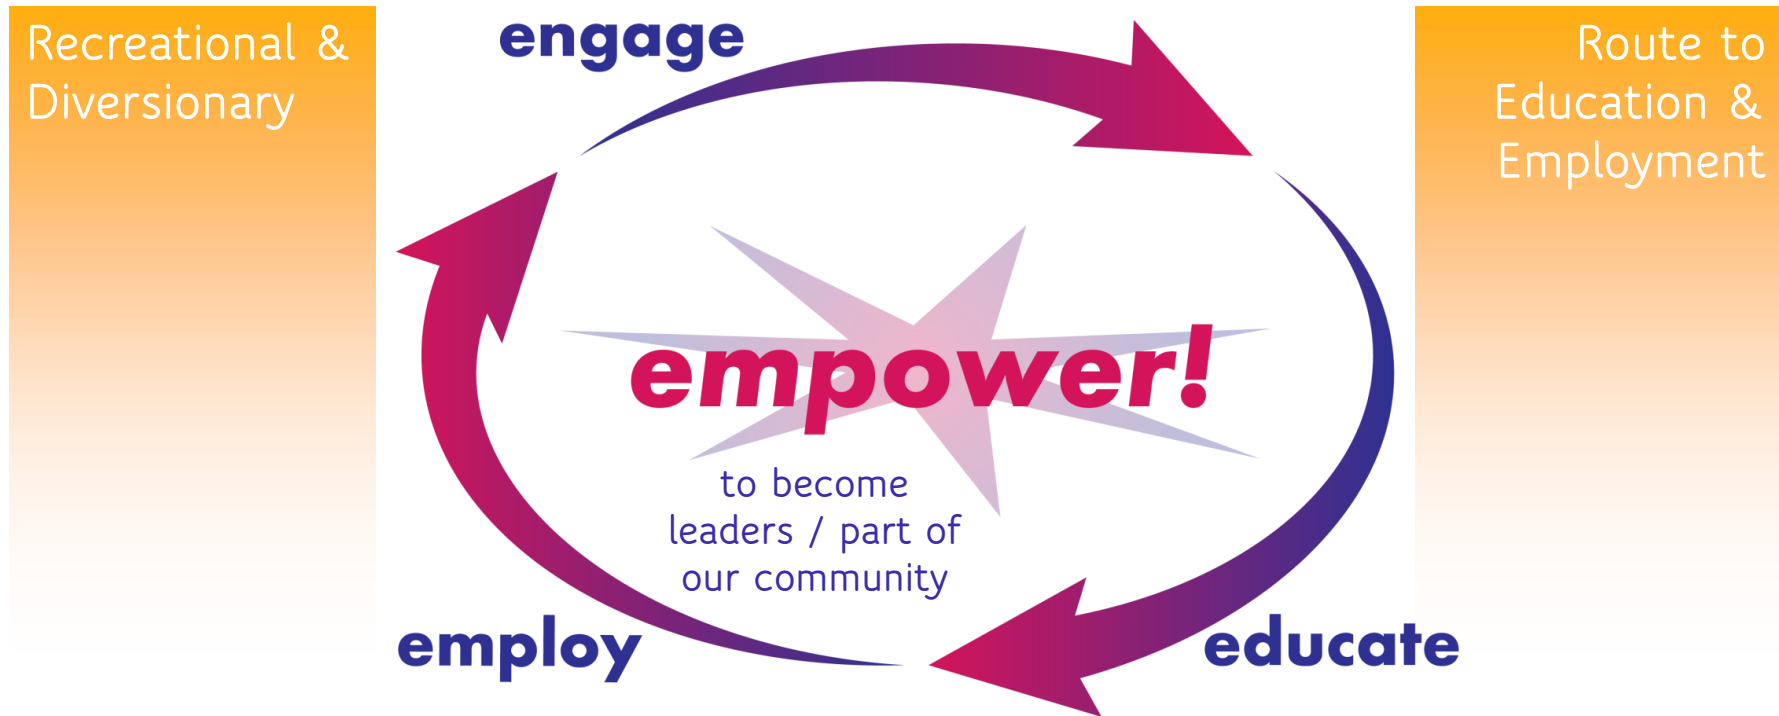 Recreational &
Diversionary
engage
Route to
Education &
Employment
empower!
to become
leaders / part of
our community
employ
educate